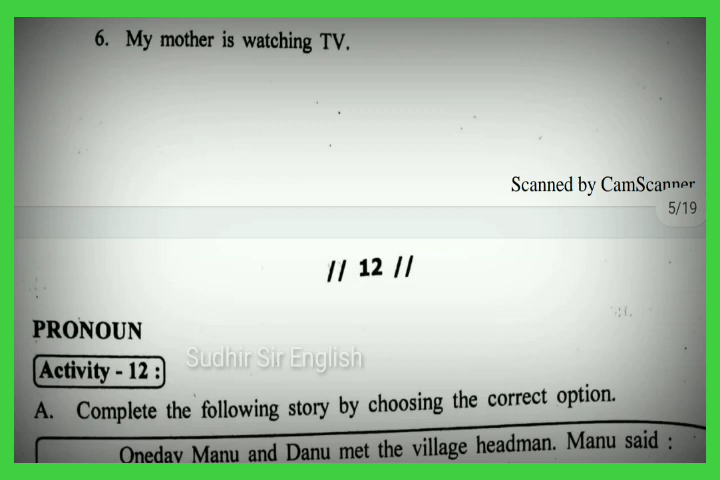 6. My mother is watching TV.
Scanned by CamScanner
5/19
// 12 //
PRONOUN
Sudhir Sir English
Activity - 12 :
A. Complete the following story by choosing the correct option.
Oneday Manu and Danu met the village headman. Manu said :